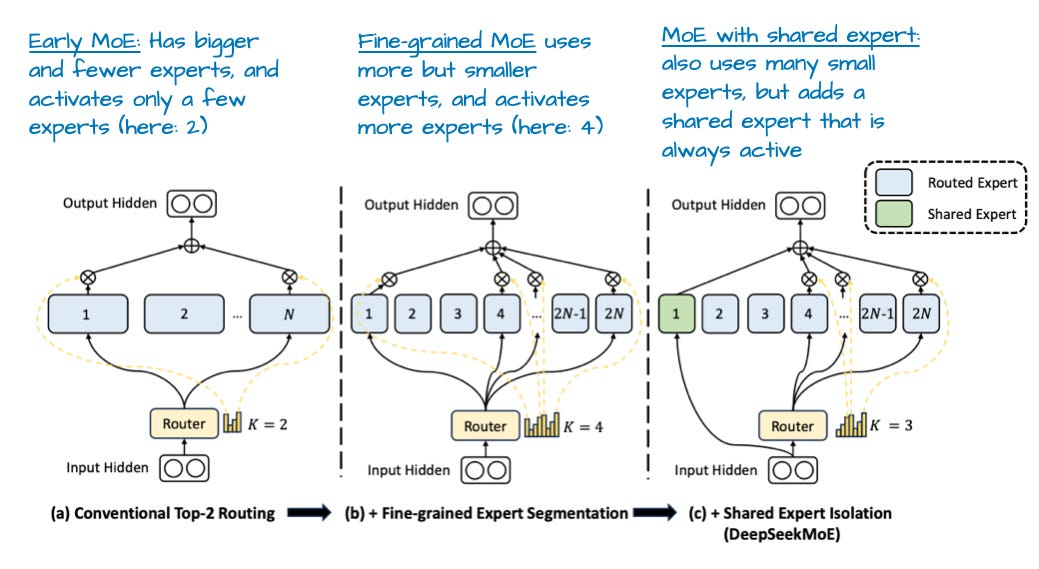 Early MoE: Has bigger
and fewer experts, and
activates only a few
experts (here: 2)
Fine-grained MoE uses
more but smaller
experts, and activates
more experts (here: 4)
MoE with shared expert:
also uses many small
experts, but adds a
shared expert that is
always active
Routed Expert
Shared Expert
Output Hidden
1
2
...
N
Router
K = 2
Input Hidden
(a) Conventional Top-2 Routing
Output Hidden
1
2
3
4
...
2N-1
2N
Router
K = 4
Input Hidden
(b) + Fine-grained Expert Segmentation
Output Hidden
1
2
3
4
...
2N-1
2N
Router
K = 3
Input Hidden
(c) + Shared Expert Isolation
(DeepSeekMoE)